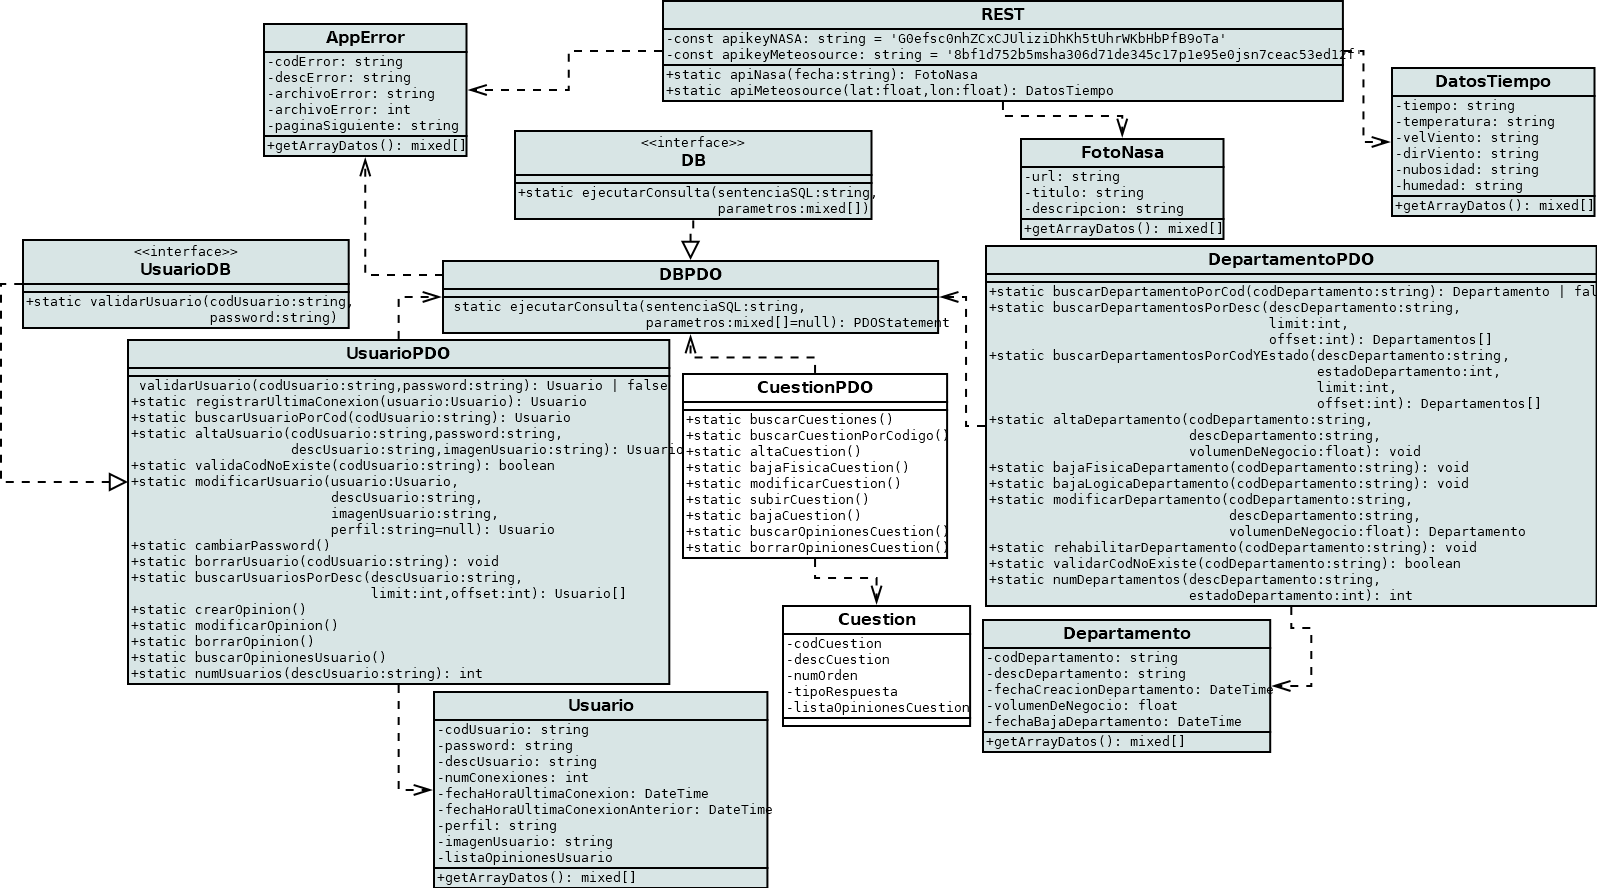 REST
-const apikeyNASA: string = 'G0efsc0nhZCxCJUliziDhKh5tUhrWKbHbPfB9oTa'
-const apikeyMeteosource: string = '8bf1d752b5msha306d71de345c17p1e95e0jsn7ceac53ed12f'
+static apiNasa(fecha:string): FotoNasa
+static apiMeteosource(lat:float,lon:float): DatosTiempo
AppError
-codError: string
-descError: string
-archivoError: string
-archivoError: int
-paginaSiguiente: string
+getArrayDatos(): mixed[]
DatosTiempo
-tiempo: string
-temperatura: string
-velViento: string
-dirViento: string
-nubosidad: string
-humedad: string
+getArrayDatos(): mixed[]
<<interface>>
DB
+static ejecutarConsulta(sentenciaSQL:string,
parametros:mixed[])
FotoNasa
-url: string
-titulo: string
-descripcion: string
+getArrayDatos(): mixed[]
<<interface>>
UsuarioDB
+static validarUsuario(codUsuario:string,
password:string)
DBPDO
static ejecutarConsulta(sentenciaSQL:string,
parametros:mixed[]=null): PDOStatement
DepartamentoPDO
+static buscarDepartamentoPorCod(codDepartamento:string): Departamento | fal
+static buscarDepartamentosPorDesc(descDepartamento:string,
limit:int,
offset:int): Departamentos[]
+static buscarDepartamentosPorCodYEstado(descDepartamento:string,
estadoDepartamento:int,
limit:int,
offset:int): Departamentos[]
+static altaDepartamento(codDepartamento:string,
descDepartamento:string,
volumenDeNegocio:float): void
+static bajaFisicaDepartamento(codDepartamento:string): void
+static bajaLogicaDepartamento(codDepartamento:string): void
+static modificarDepartamento(codDepartamento:string,
descDepartamento:string,
volumenDeNegocio:float): Departamento
+static rehabilitarDepartamento(codDepartamento:string): void
+static validarCodNoExiste(codDepartamento:string): boolean
+static numDepartamentos(descDepartamento:string,
estadoDepartamento:int): int
UsuarioPDO
validarUsuario(codUsuario:string,password:string): Usuario | false
+static registrarUltimaConexion(usuario:Usuario): Usuario
+static buscarUsuarioPorCod(codUsuario:string): Usuario
+static altaUsuario(codUsuario:string,password:string,
descUsuario:string,imagenUsuario:string): Usuario
+static validaCodNoExiste(codUsuario:string): boolean
+static modificarUsuario(usuario:Usuario,
descUsuario:string,
imagenUsuario:string,
perfil:string=null): Usuario
+static cambiarPassword()
+static borrarUsuario(codUsuario:string): void
+static buscarUsuariosPorDesc(descUsuario:string,
limit:int,offset:int): Usuario[]
+static crearOpinion()
+static modificarOpinion()
+static borrarOpinion()
+static buscarOpinionesUsuario()
+static numUsuarios(descUsuario:string): int
CuestionPDO
+static buscarCuestiones()
+static buscarCuestionPorCodigo()
+static altaCuestion()
+static bajaFisicaCuestion()
+static modificarCuestion()
+static subirCuestion()
+static bajaCuestion()
+static buscarOpinionesCuestion()
+static borrarOpinionesCuestion()
Cuestion
-codCuestion
-descCuestion
-numOrden
-tipoRespuesta
-listaOpinionesCuestion
Departamento
-codDepartamento: string
-descDepartamento: string
-fechaCreacionDepartamento: DateTime
-volumenDeNegocio: float
-fechaBajaDepartamento: DateTime
+getArrayDatos(): mixed[]
Usuario
-codUsuario: string
-password: string
-descUsuario: string
-numConexiones: int
-fechaHoraUltimaConexion: DateTime
-fechaHoraUltimaConexionAnterior: DateTime
-perfil: string
-imagenUsuario: string
-listaOpinionesUsuario
+getArrayDatos(): mixed[]